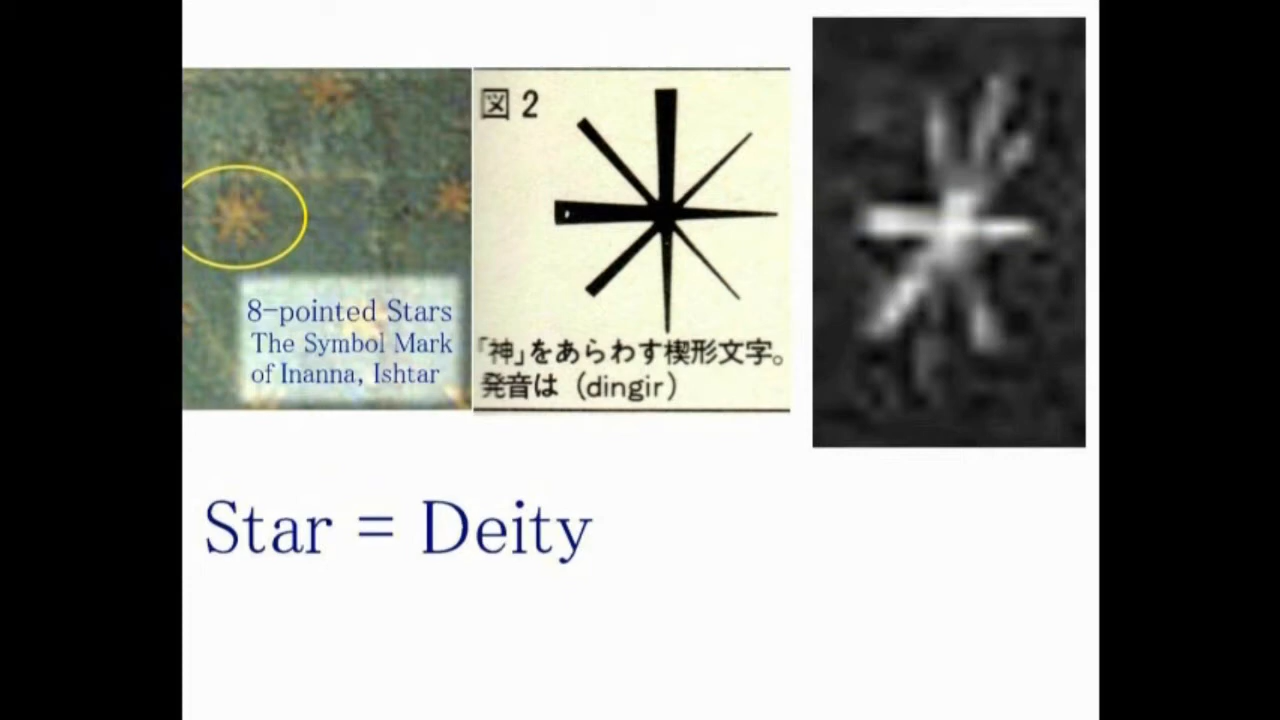 8-pointed Stars
The Symbol Mark
of Inanna, Ishtar
図 2
「神」をあらわす楔形文字。
発音は（dingir）
Star = Deity